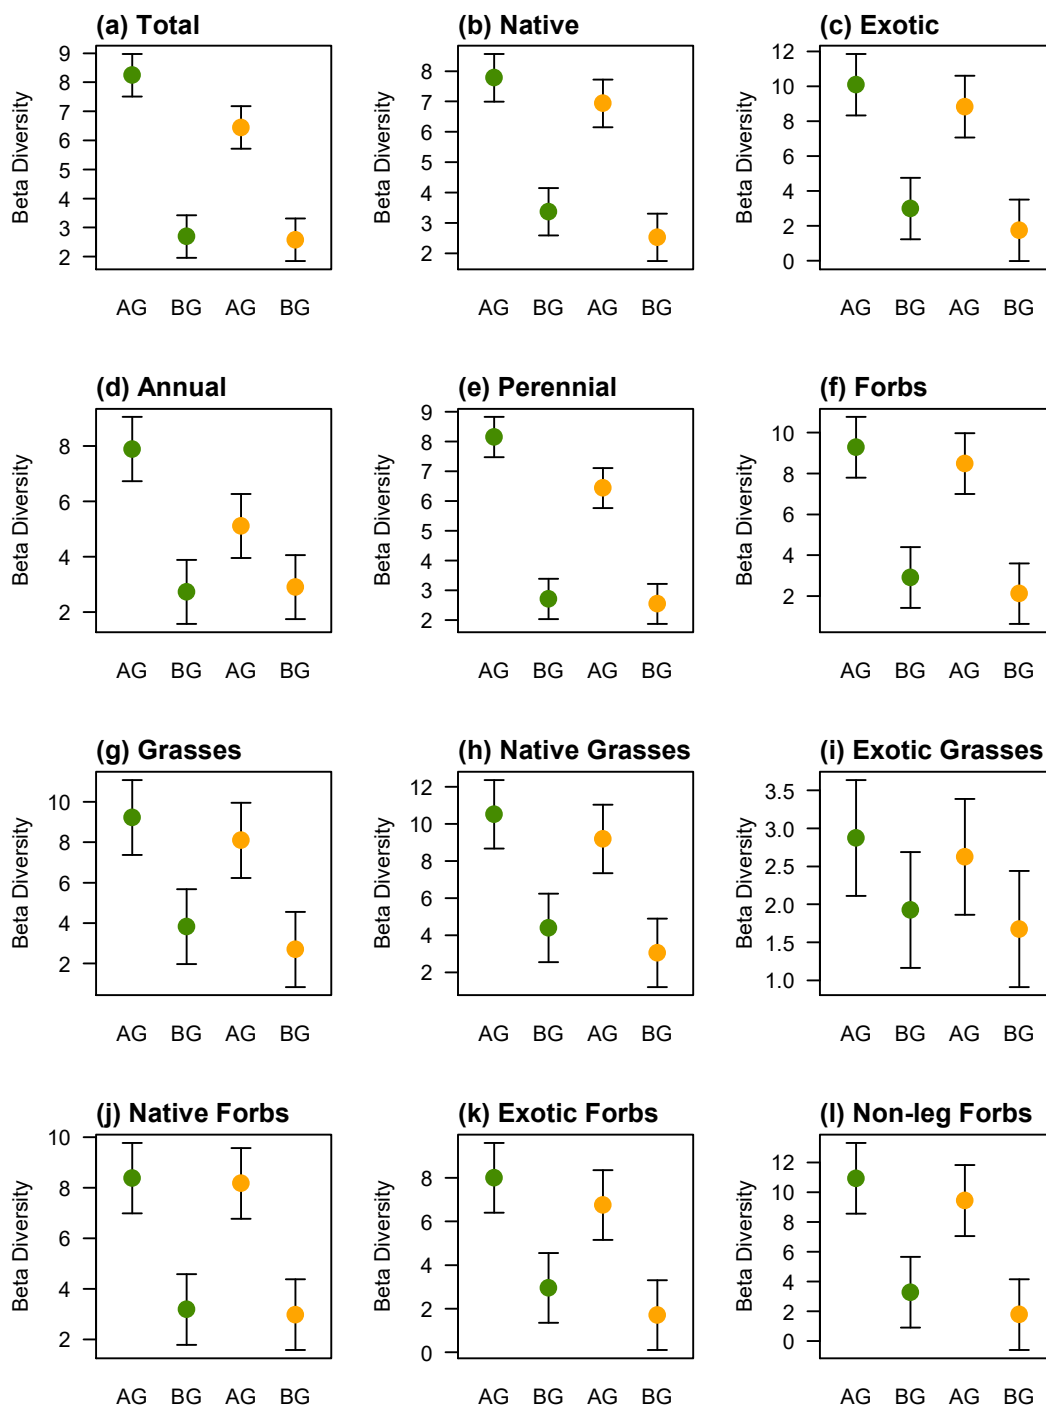 (a) Total
(b) Native
(c) Exotic
Beta Diversity
9
8
7
6
5
4
3
2
Beta Diversity
8
7
6
5
4
3
2
Beta Diversity
12
10
8
6
4
2
0
AG BG AG BG
AG BG AG BG
AG BG AG BG
(d) Annual
(e) Perennial
(f) Forbs
Beta Diversity
8
6
4
2
Beta Diversity
9
8
7
6
5
4
3
2
Beta Diversity
10
8
6
4
2
AG BG AG BG
AG BG AG BG
AG BG AG BG
(g) Grasses
(h) Native Grasses
(i) Exotic Grasses
Beta Diversity
10
8
6
4
2
Beta Diversity
12
10
8
6
4
2
Beta Diversity
3.5
3.0
2.5
2.0
1.5
1.0
AG BG AG BG
AG BG AG BG
AG BG AG BG
(j) Native Forbs
(k) Exotic Forbs
(l) Non-leg Forbs
Beta Diversity
10
8
6
4
2
Beta Diversity
8
6
4
2
0
Beta Diversity
12
10
8
6
4
2
0
AG BG AG BG
AG BG AG BG
AG BG AG BG